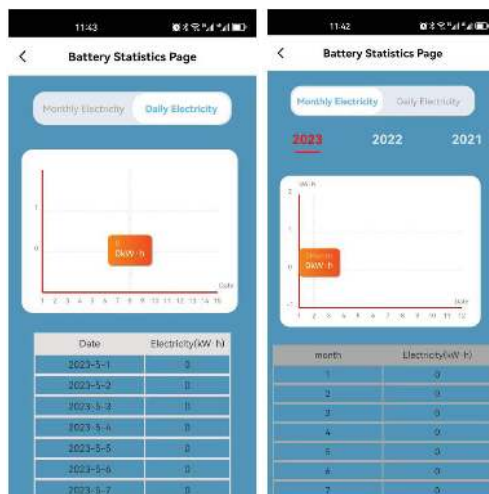 11:43
Battery Statistics Page
Monthly Electricity Daily Electricity
1
0
0
0kW·h
Date
1 2 3 4 5 6 7 8 9 10 11 12 13 14 15
Date Electricity(kW·h)
2023-5-1 0
2023-5-2 0
2023-5-3 0
2023-5-4 0
2023-5-5 0
2023-5-6 0
2023-5-7 0
11:42
Battery Statistics Page
Monthly Electricity Daily Electricity
2023 2022 2021
kW·h
2
1
0
0kW·h
-1
Date
1 2 3 4 5 6 7 8 9 10 11 12
month Electricity(kW·h)
1 0
2 0
3 0
4 0
5 0
6 0
7 0